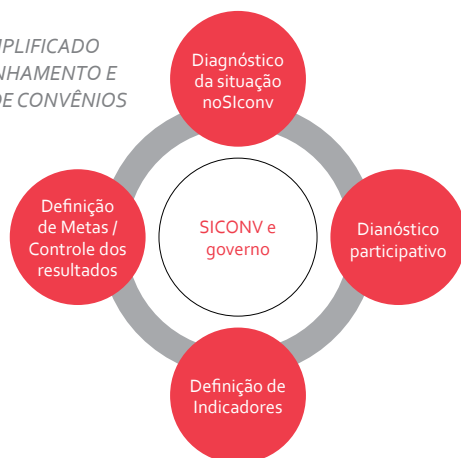 MPLIFICADO
NHAMENTO E
DE CONVÊNIOS
Diagnóstico
da situação
noSIconv
Definição
de Metas /
Controle dos
resultados
SICONV e
governo
Dianóstico
participativo
Definição de
Indicadores